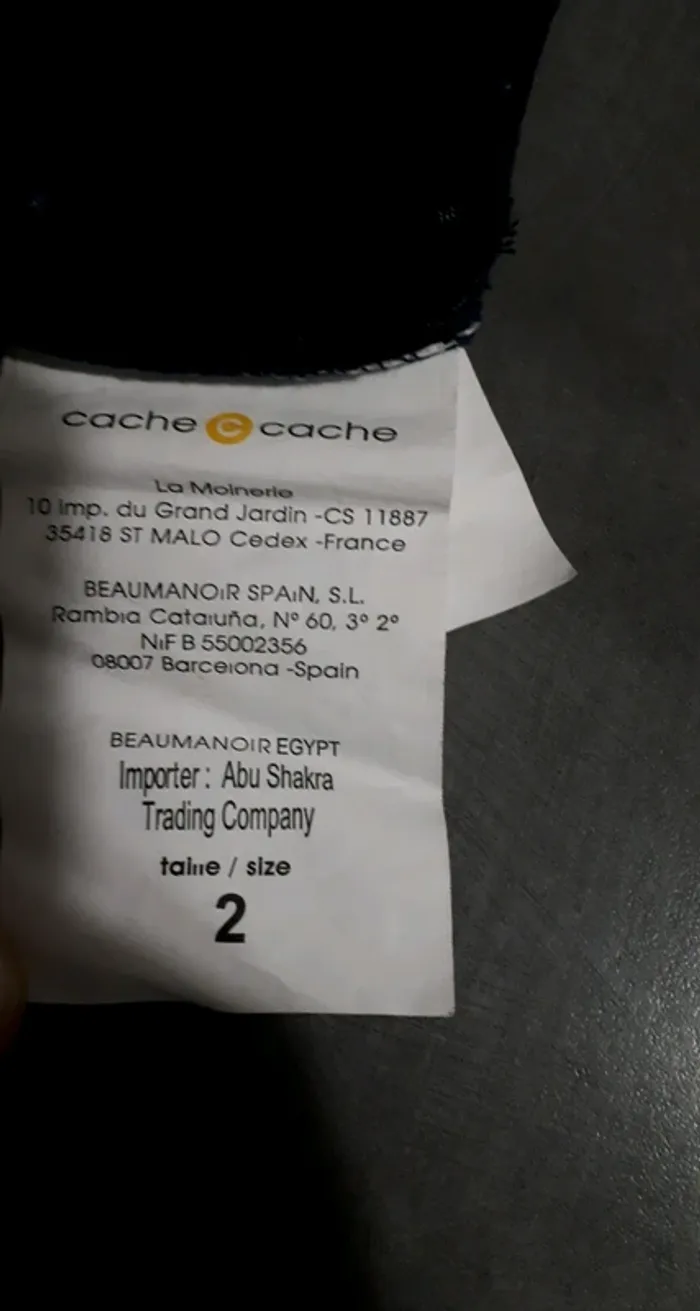 cache c cache
La Moinerie
10 imp. du Grand Jardin -CS 11887
35418 ST MALO Cedex -France
BEAUMANOIR SPAIN, S.L.
Rambla Cataluña, Nº 60, 3º 2º
NIF B 55002356
08007 Barcelona -Spain
BEAUMANOIR EGYPT
Importer : Abu Shakra
Trading Company
taille / size
2